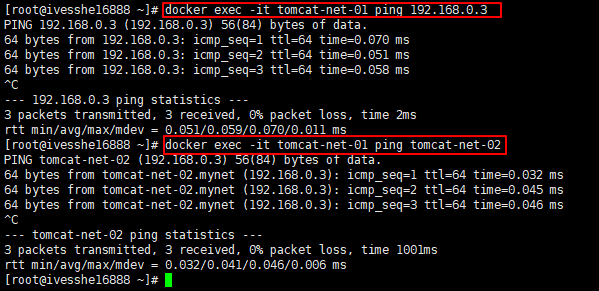 [root@ivesshe16888 ~]# docker exec -it tomcat-net-01 ping 192.168.0.3
PING 192.168.0.3 (192.168.0.3) 56(84) bytes of data.
64 bytes from 192.168.0.3: icmp_seq=1 ttl=64 time=0.070 ms
64 bytes from 192.168.0.3: icmp_seq=2 ttl=64 time=0.051 ms
64 bytes from 192.168.0.3: icmp_seq=3 ttl=64 time=0.058 ms
^C
--- 192.168.0.3 ping statistics ---
3 packets transmitted, 3 received, 0% packet loss, time 2ms
rtt min/avg/max/mdev = 0.051/0.059/0.070/0.011 ms
[root@ivesshe16888 ~]# docker exec -it tomcat-net-01 ping tomcat-net-02
PING tomcat-net-02 (192.168.0.3) 56(84) bytes of data.
64 bytes from tomcat-net-02.mynet (192.168.0.3): icmp_seq=1 ttl=64 time=0.032 ms
64 bytes from tomcat-net-02.mynet (192.168.0.3): icmp_seq=2 ttl=64 time=0.045 ms
64 bytes from tomcat-net-02.mynet (192.168.0.3): icmp_seq=3 ttl=64 time=0.046 ms
^C
--- tomcat-net-02 ping statistics ---
3 packets transmitted, 3 received, 0% packet loss, time 1001ms
rtt min/avg/max/mdev = 0.032/0.041/0.046/0.006 ms
[root@ivesshe16888 ~]#